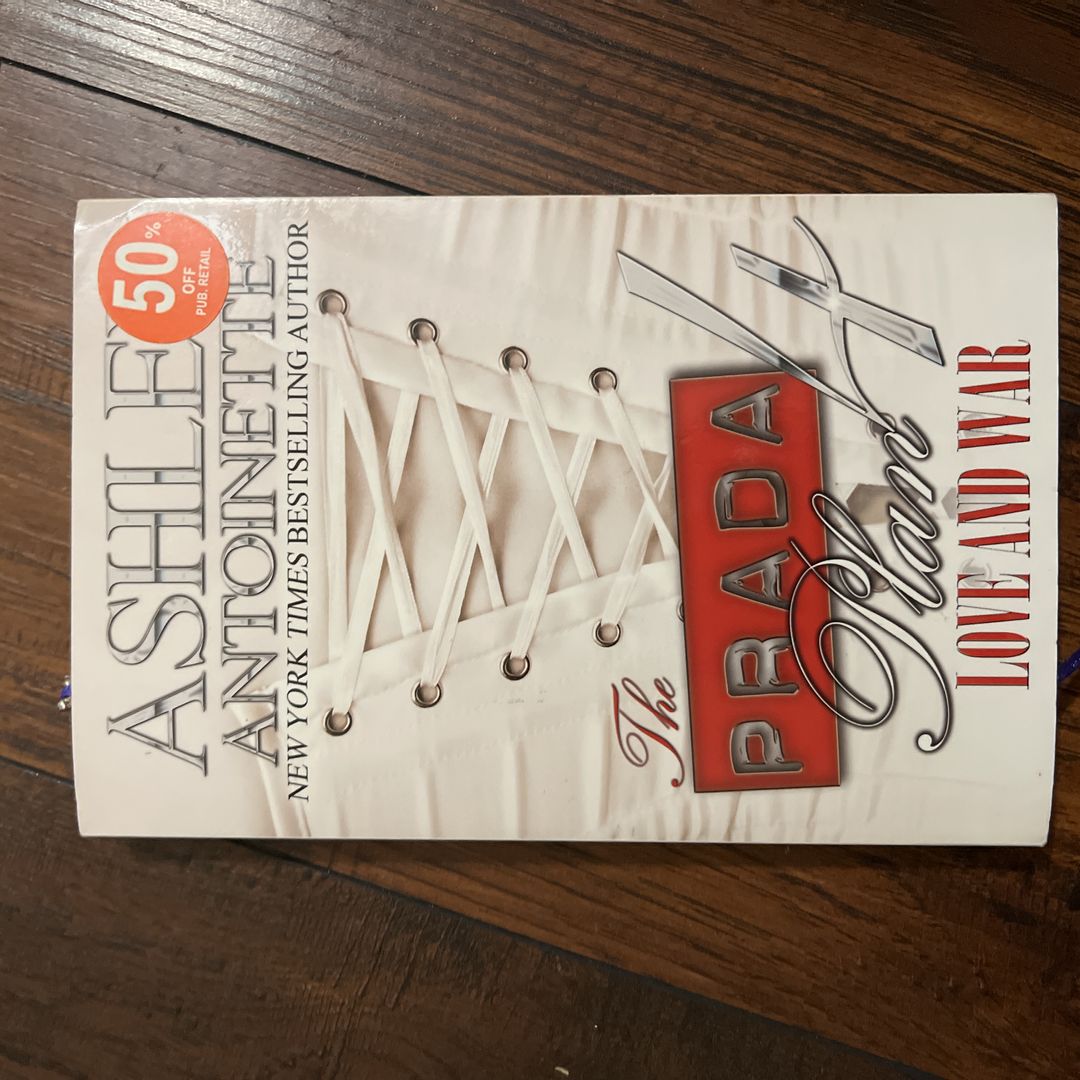 50%
OFF
PUB. RETAIL
ASHLEY
ANTOINETTE
NEW YORK TIMES BESTSELLING AUTHOR
The
PRADA
Plan 4
LOVE AND WAR